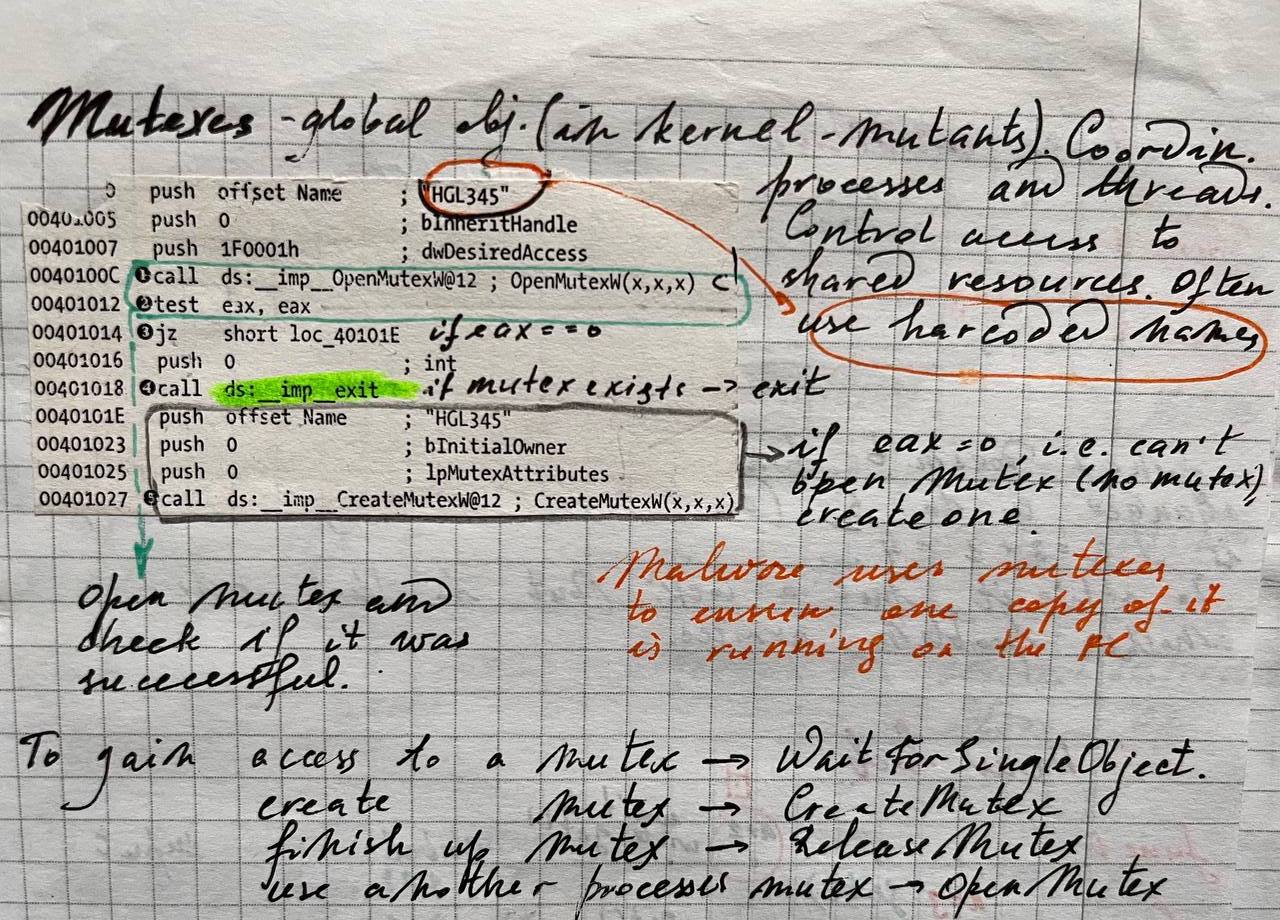 Mutexes - global obj. (in kernel - mutants). Coordin.
processes and threads.
Control access to
shared resources. Often
use harcoded names
push offset Name ; "HGL345"
00401005 push 0 ; bInheritHandle
00401007 push 1F0001h ; dwDesiredAccess
0040100C ❶call ds:__imp__OpenMutexW@12 ; OpenMutexW(x,x,x)
00401012 ❷test eax, eax
00401014 ❸jz short loc_40101E if eax == 0
00401016 push 0 ; int
00401018 ❹call ds:__imp__exit if mutex exists → exit
0040101E push offset Name ; "HGL345"
00401023 push 0 ; bInitialOwner
00401025 push 0 ; lpMutexAttributes
00401027 ❺call ds:__imp__CreateMutexW@12 ; CreateMutexW(x,x,x)
→ if eax = 0, i.e. can't
open Mutex (no mutex),
create one.
Open mutex and
check if it was
successful.
Malware uses mutexes
to ensure one copy of it
is running on the PC
To gain access to a mutex → WaitForSingleObject.
create mutex → CreateMutex
finish up mutex → ReleaseMutex
use another processes mutex → OpenMutex